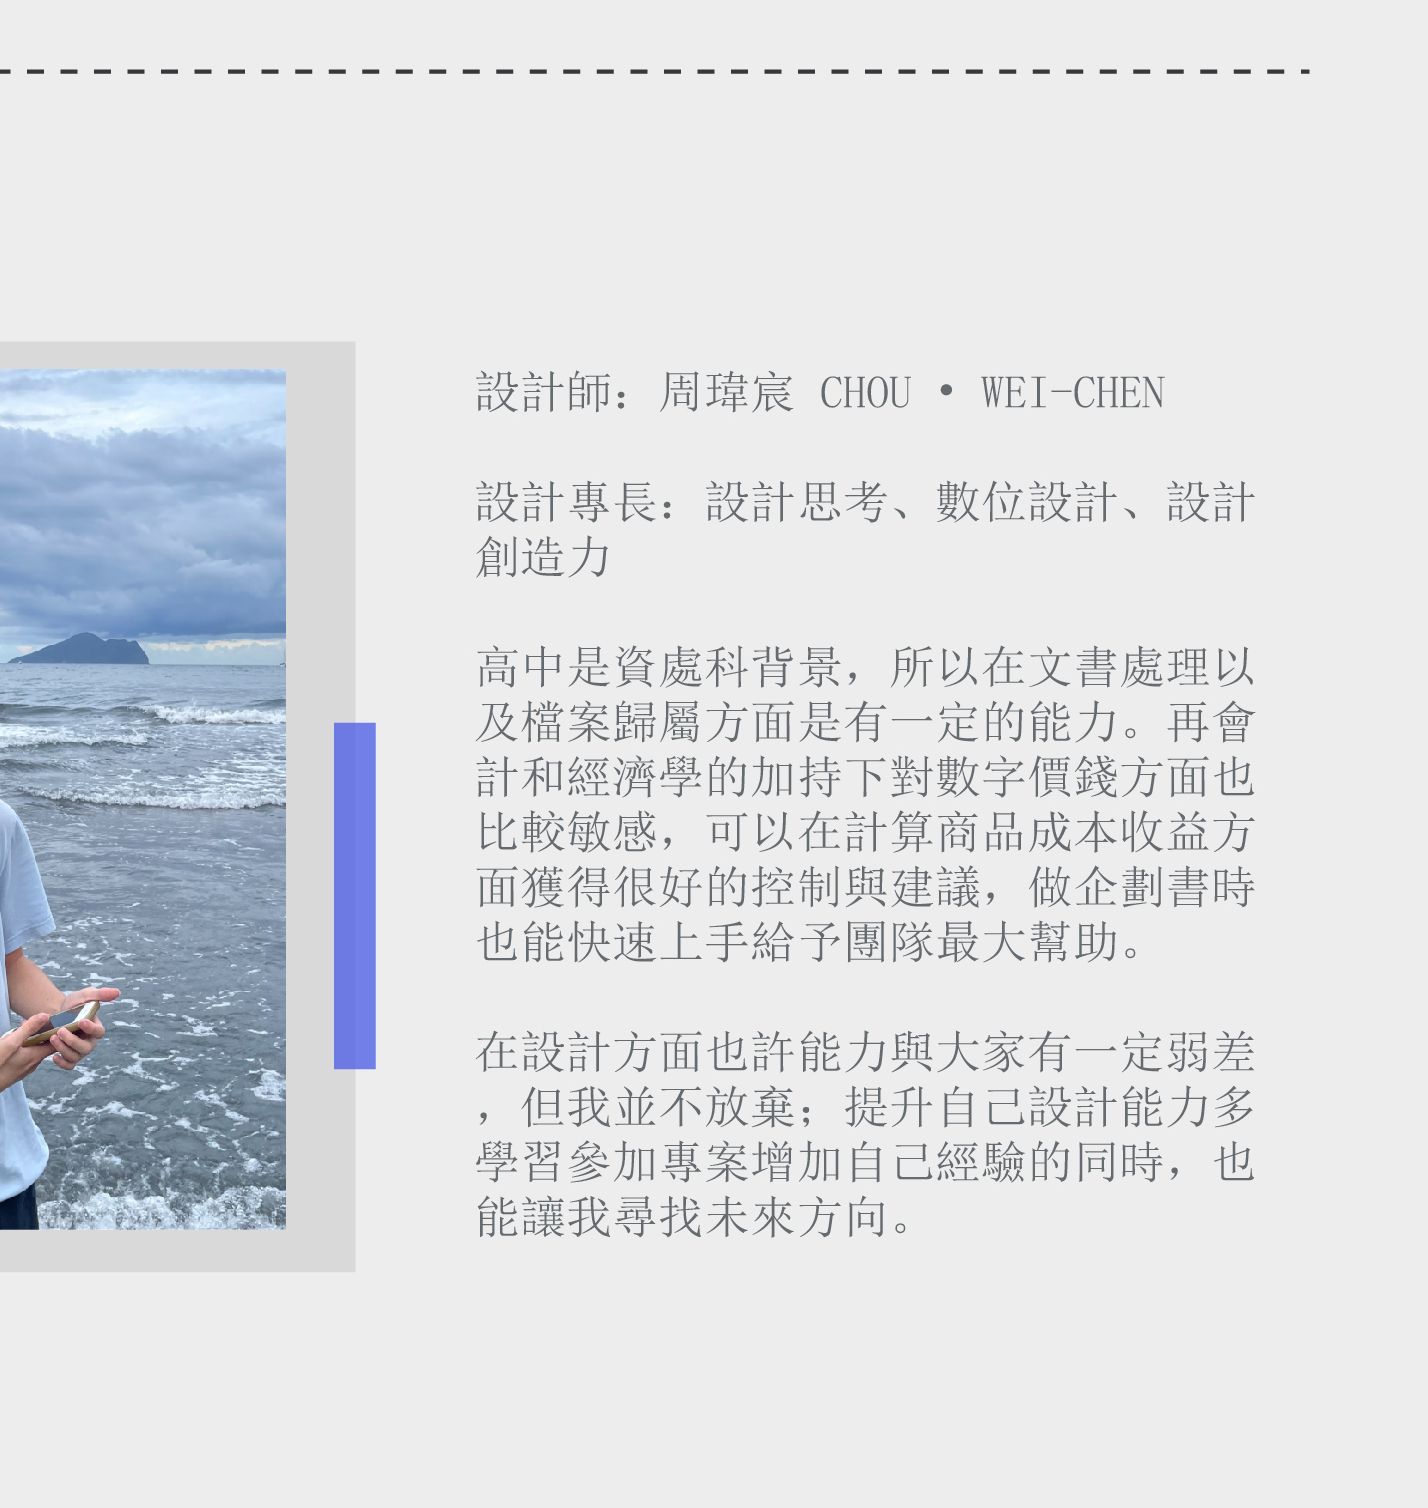 設計師：周瑋宸 CHOU • WEI-CHEN
設計專長：設計思考、數位設計、設計
創造力
高中是資處科背景，所以在文書處理以
及檔案歸屬方面是有一定的能力。再會
計和經濟學的加持下對數字價錢方面也
比較敏感，可以在計算商品成本收益方
面獲得很好的控制與建議，做企劃書時
也能快速上手給予團隊最大幫助。
在設計方面也許能力與大家有一定弱差
，但我並不放棄；提升自己設計能力多
學習參加專案增加自己經驗的同時，也
能讓我尋找未來方向。